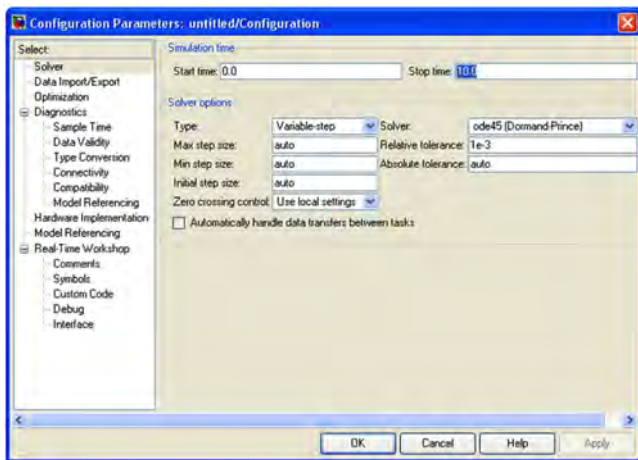 Configuration Parameters: untitled/Configuration
Select:
Solver
Data Import/Export
Optimization
Diagnostics
Sample Time
Data Validity
Type Conversion
Connectivity
Compatibility
Model Referencing
Hardware Implementation
Model Referencing
Real-Time Workshop
Comments
Symbols
Custom Code
Debug
Interface
Simulation time
Start time: 0.0 Stop time: 10.0
Solver options
Type: Variable-step Solver: ode45 (Dormand-Prince)
Max step size: auto Relative tolerance: 1e-3
Min step size: auto Absolute tolerance: auto
Initial step size: auto
Zero crossing control: Use local settings
Automatically handle data transfers between tasks
OK Cancel Help Apply